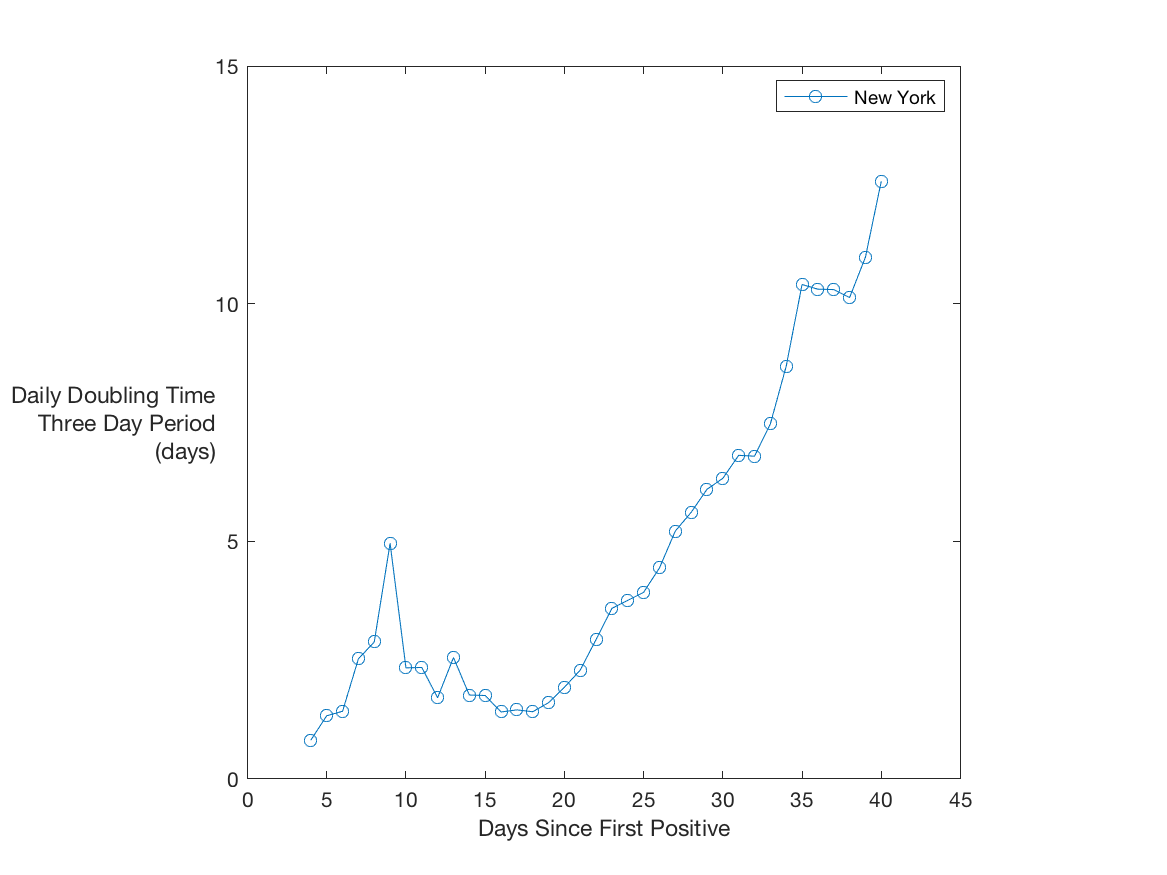 15
New York
10
Daily Doubling Time
Three Day Period
(days)
5
0
0 5 10 15 20 25 30 35 40 45
Days Since First Positive